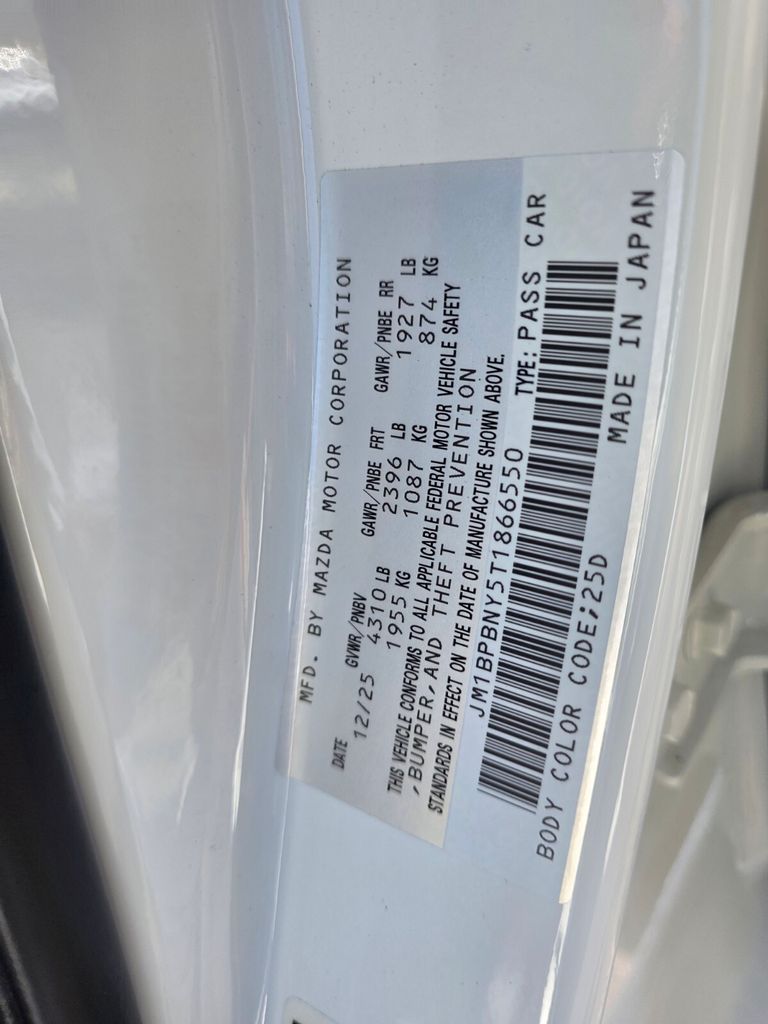 MFD. BY MAZDA MOTOR CORPORATION
DATE GVWR/PNBV GAWR/PNBE FRT GAWR/PNBE RR
12/25 4310 LB 2396 LB 1927 LB
1955 KG 1087 KG 874 KG
THIS VEHICLE CONFORMS TO ALL APPLICABLE FEDERAL MOTOR VEHICLE SAFETY
,BUMPER,AND THEFT PREVENTION
STANDARDS IN EFFECT ON THE DATE OF MANUFACTURE SHOWN ABOVE.
JM1BPBNY5T1866550 TYPE: PASS CAR
BODY COLOR CODE;25D MADE IN JAPAN